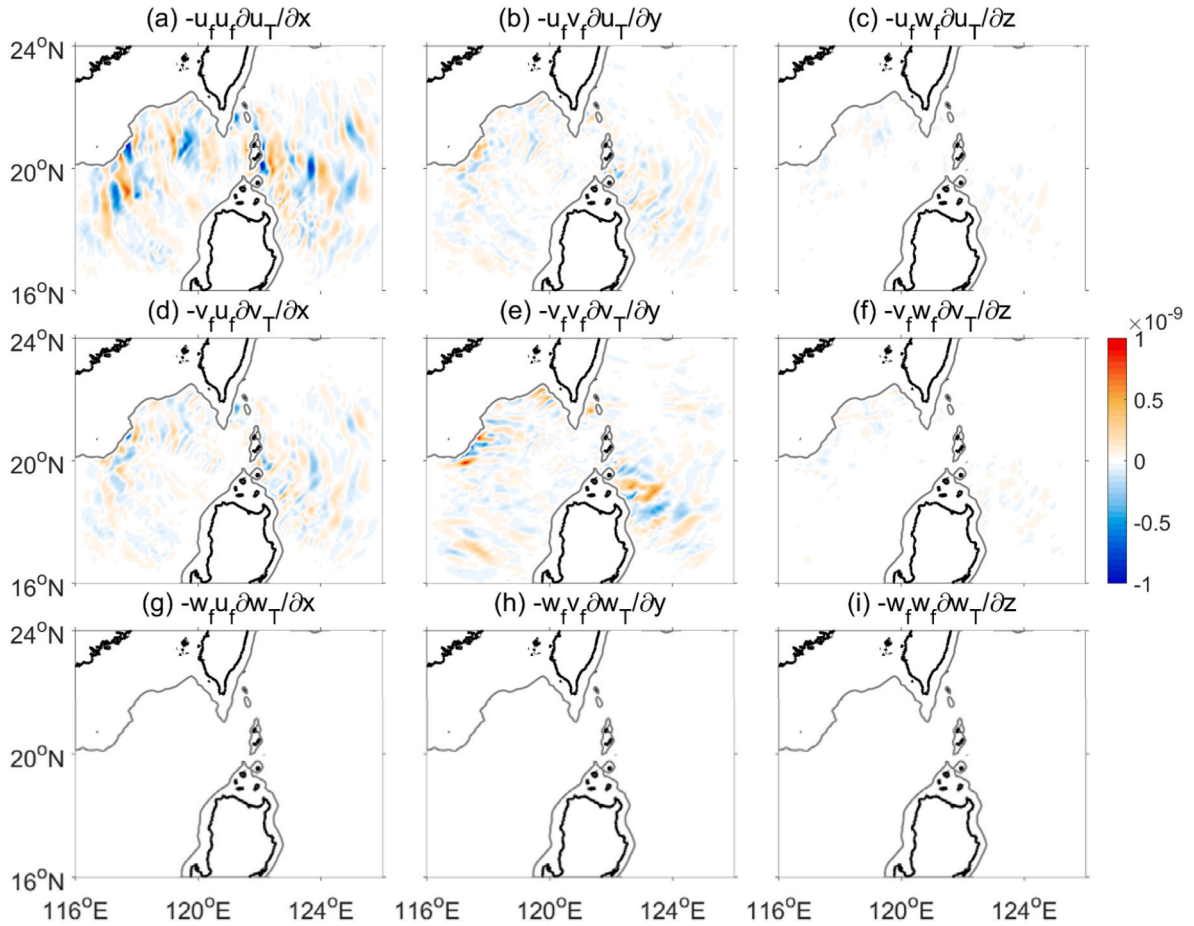 (a) -u_f u_f ∂u_T/∂x
(b) -u_f v_f ∂u_T/∂y
(c) -u_f w_f ∂u_T/∂z
24°N
20°N
16°N
(d) -v_f u_f ∂v_T/∂x
(e) -v_f v_f ∂v_T/∂y
(f) -v_f w_f ∂v_T/∂z
24°N
20°N
16°N
×10⁻⁹
1
0.5
0
-0.5
-1
(g) -w_f u_f ∂w_T/∂x
(h) -w_f v_f ∂w_T/∂y
(i) -w_f w_f ∂w_T/∂z
24°N
20°N
16°N
116°E 120°E 124°E 116°E 120°E 124°E 116°E 120°E 124°E